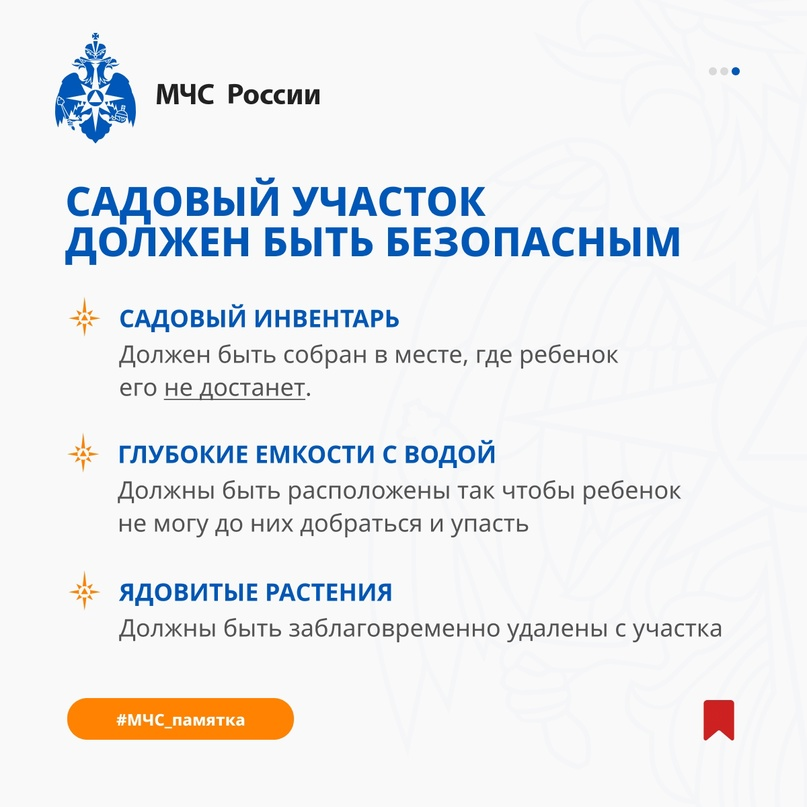 МЧС России
САДОВЫЙ УЧАСТОК
ДОЛЖЕН БЫТЬ БЕЗОПАСНЫМ
САДОВЫЙ ИНВЕНТАРЬ
Должен быть собран в месте, где ребенок
его не достанет.
ГЛУБОКИЕ ЕМКОСТИ С ВОДОЙ
Должны быть расположены так чтобы ребенок
не могу до них добраться и упасть
ЯДОВИТЫЕ РАСТЕНИЯ
Должны быть заблаговременно удалены с участка
#МЧС_памятка